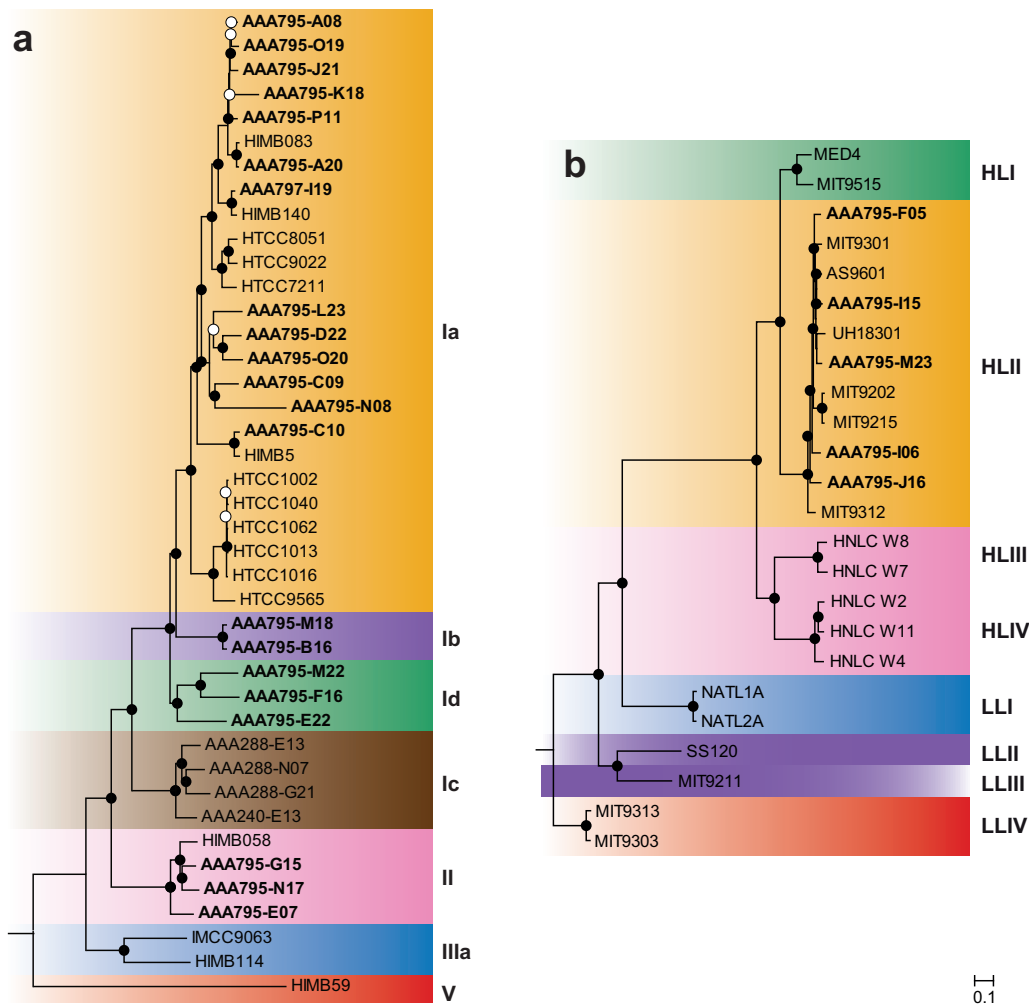 a
AAA795-A08
AAA795-O19
AAA795-J21
AAA795-K18
AAA795-P11
HIMB083
AAA795-A20
AAA797-I19
HIMB140
HTCC8051
HTCC9022
HTCC7211
AAA795-L23
AAA795-D22
AAA795-O20
AAA795-C09
AAA795-N08
AAA795-C10
HIMB5
HTCC1002
HTCC1040
HTCC1062
HTCC1013
HTCC1016
HTCC9565
Ia
AAA795-M18
AAA795-B16
Ib
AAA795-M22
AAA795-F16
AAA795-E22
Id
AAA288-E13
AAA288-N07
AAA288-G21
AAA240-E13
Ic
HIMB058
AAA795-G15
AAA795-N17
AAA795-E07
II
IMCC9063
HIMB114
IIIa
HIMB59
V
b
MED4
MIT9515
HLI
AAA795-F05
MIT9301
AS9601
AAA795-I15
UH18301
AAA795-M23
MIT9202
MIT9215
AAA795-I06
AAA795-J16
MIT9312
HLII
HNLC W8
HNLC W7
HLIII
HNLC W2
HNLC W11
HNLC W4
HLIV
NATL1A
NATL2A
LLI
SS120
LLII
MIT9211
LLIII
MIT9313
MIT9303
LLIV
0.1